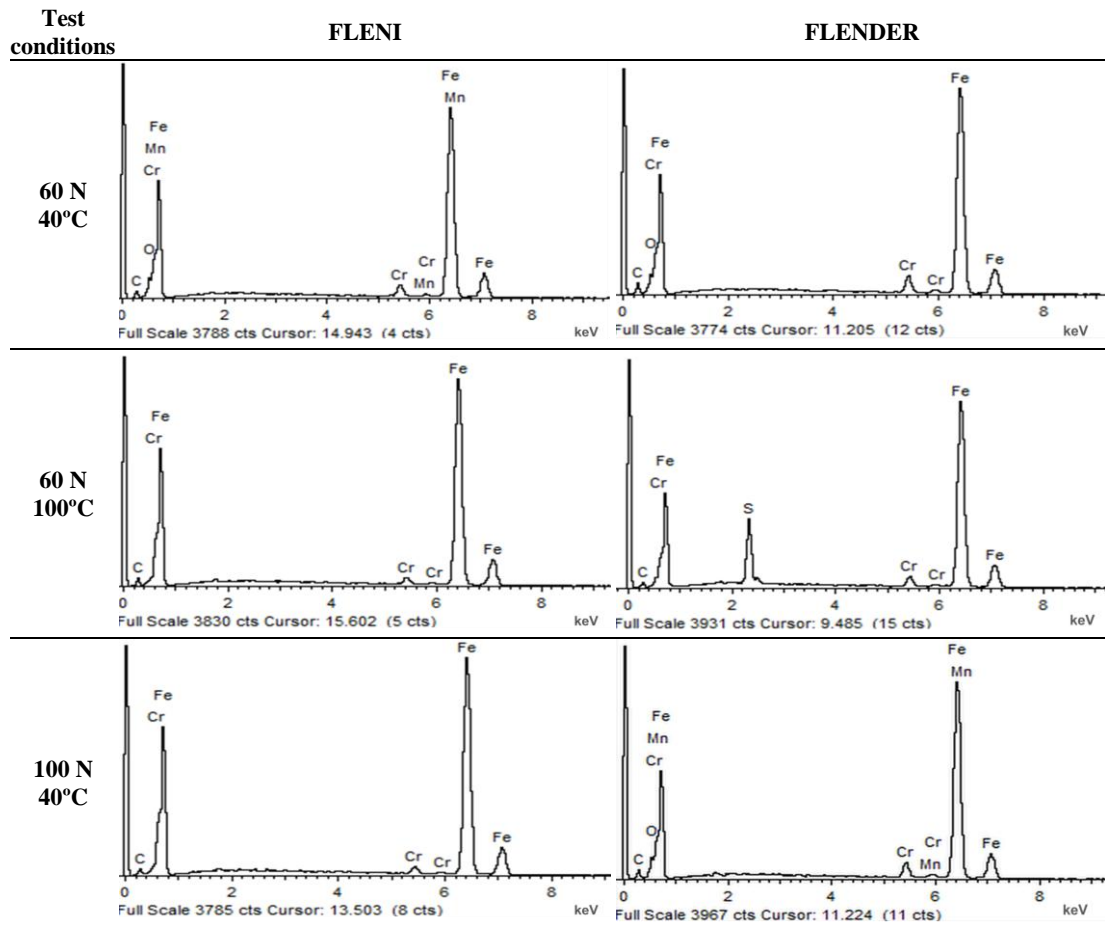 Test conditions
FLENI
FLENDER
60 N
40ºC
Fe
Mn
Cr
O
C
Cr
Cr
Mn
Fe
Mn
Fe
0 2 4 6 8
Full Scale 3788 cts Cursor: 14.943 (4 cts) keV
Fe
Cr
O
C
Cr
Cr
Fe
Fe
0 2 4 6 8
Full Scale 3774 cts Cursor: 11.205 (12 cts) keV
60 N
100ºC
Fe
Cr
C
Cr
Cr
Fe
Fe
0 2 4 6 8
Full Scale 3830 cts Cursor: 15.602 (5 cts) keV
Fe
Cr
C
S
Cr
Cr
Fe
Fe
0 2 4 6 8
Full Scale 3931 cts Cursor: 9.485 (15 cts) keV
100 N
40ºC
Fe
Cr
C
Cr
Cr
Fe
Fe
0 2 4 6 8
Full Scale 3785 cts Cursor: 13.503 (8 cts) keV
Fe
Mn
Cr
O
C
Cr
Cr
Mn
Fe
Mn
Fe
0 2 4 6 8
Full Scale 3967 cts Cursor: 11.224 (11 cts) keV